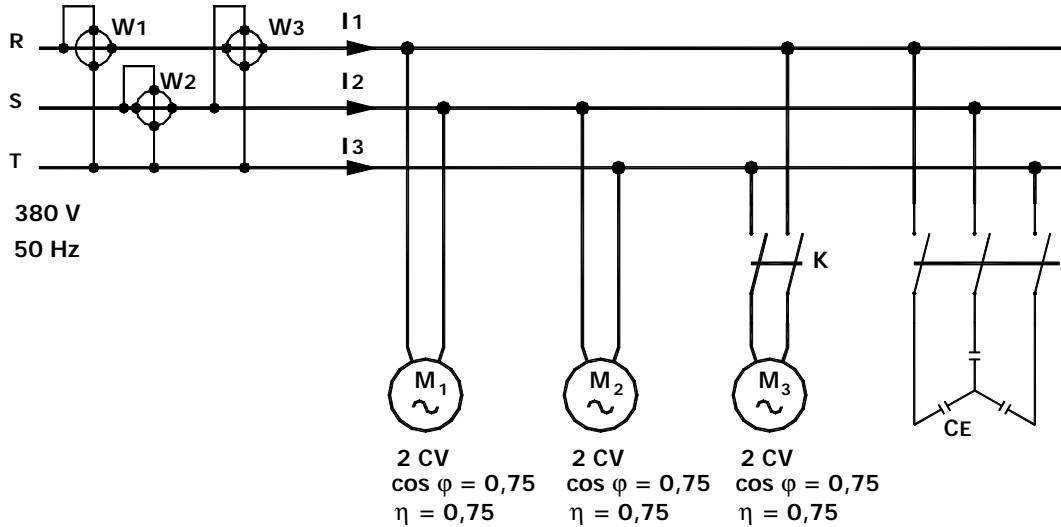 W1
W3
I1
R
W2
I2
S
I3
T
380 V
50 Hz
K
M1
M2
M3
CE
2 CV
cos φ = 0,75
η = 0,75
2 CV
cos φ = 0,75
η = 0,75
2 CV
cos φ = 0,75
η = 0,75